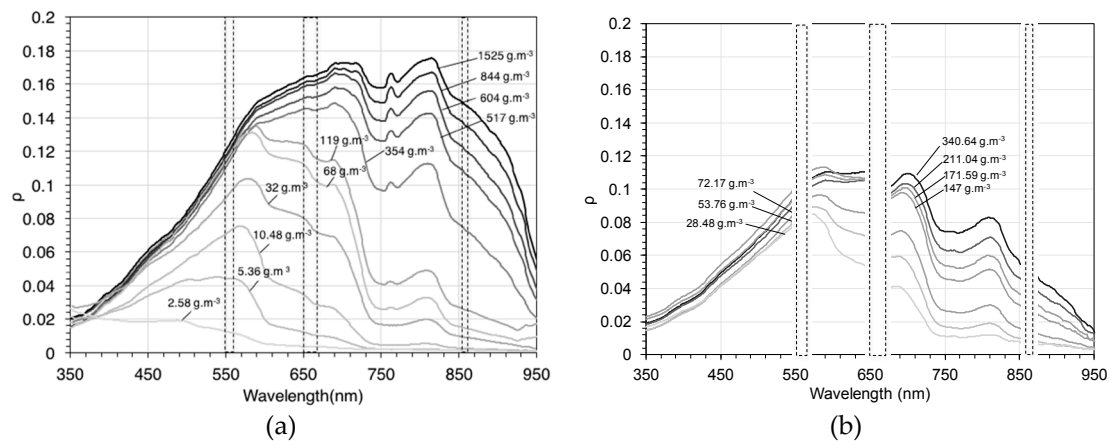 0.2
0.18
0.16
0.14
0.12
0.1
0.08
0.06
0.04
0.02
0
ρ
1525 g.m-3
844 g.m-3
604 g.m-3
517 g.m-3
119 g.m-3
354 g.m-3
68 g.m-3
32 g.m-3
10.48 g.m-3
5.36 g.m-3
2.58 g.m-3
350 450 550 650 750 850 950
Wavelength(nm)
(a)
0.2
0.18
0.16
0.14
0.12
0.1
0.08
0.06
0.04
0.02
0
ρ
340.64 g.m-3
211.04 g.m-3
171.59 g.m-3
147 g.m-3
72.17 g.m-3
53.76 g.m-3
28.48 g.m-3
350 450 550 650 750 850 950
Wavelength (nm)
(b)